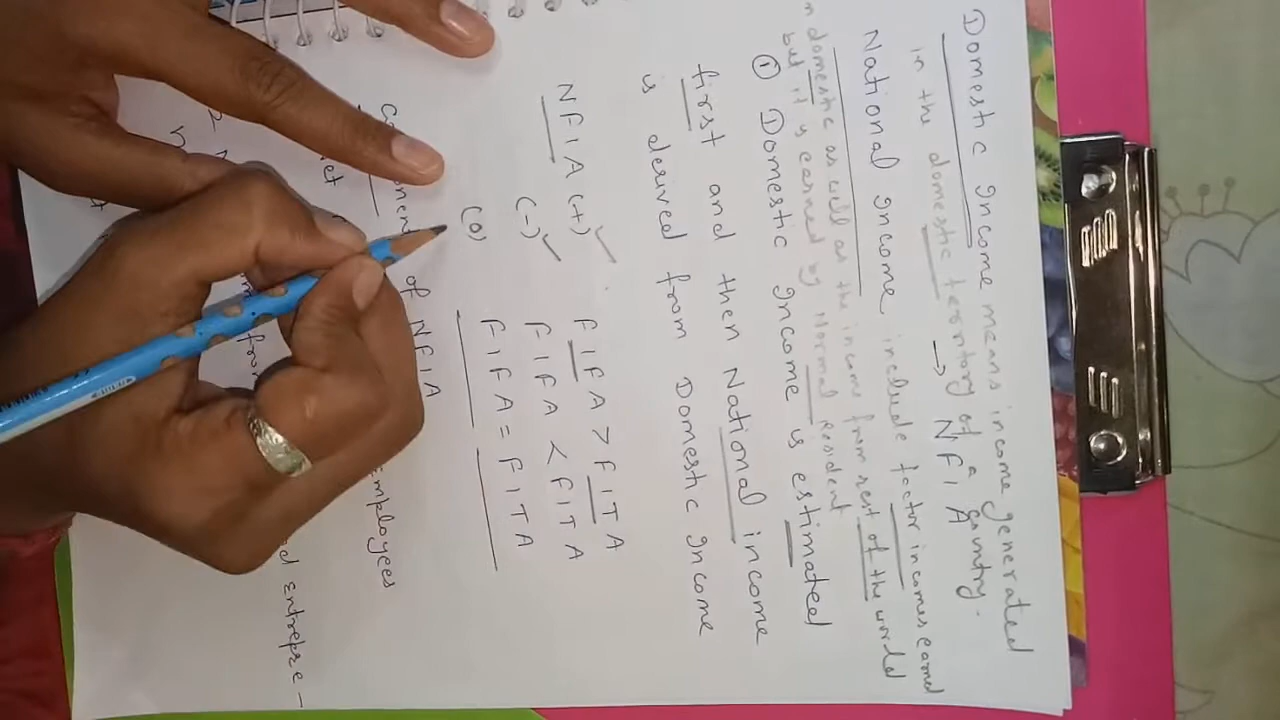 Domestic Income means income generated
in the domestic territory of a country.
→ NFIA
National Income include factor incomes earned
in domestic as well as the income from rest of the world
but it is earned by Normal resident
① Domestic Income is estimated
first and then National income
is derived from Domestic Income
NFIA (+) FIFA > FITA
(-) FIFA < FITA
(0) FIFA = FITA
of NFIA
employees
entrepre-